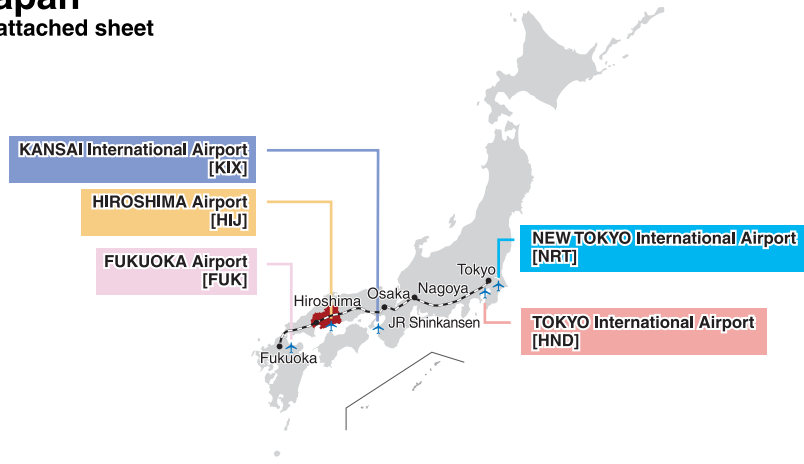 apan
attached sheet
KANSAI International Airport
[KIX]
HIROSHIMA Airport
[HIJ]
FUKUOKA Airport
[FUK]
NEW TOKYO International Airport
[NRT]
TOKYO International Airport
[HND]
Tokyo
Nagoya
Osaka
Hiroshima
JR Shinkansen
Fukuoka